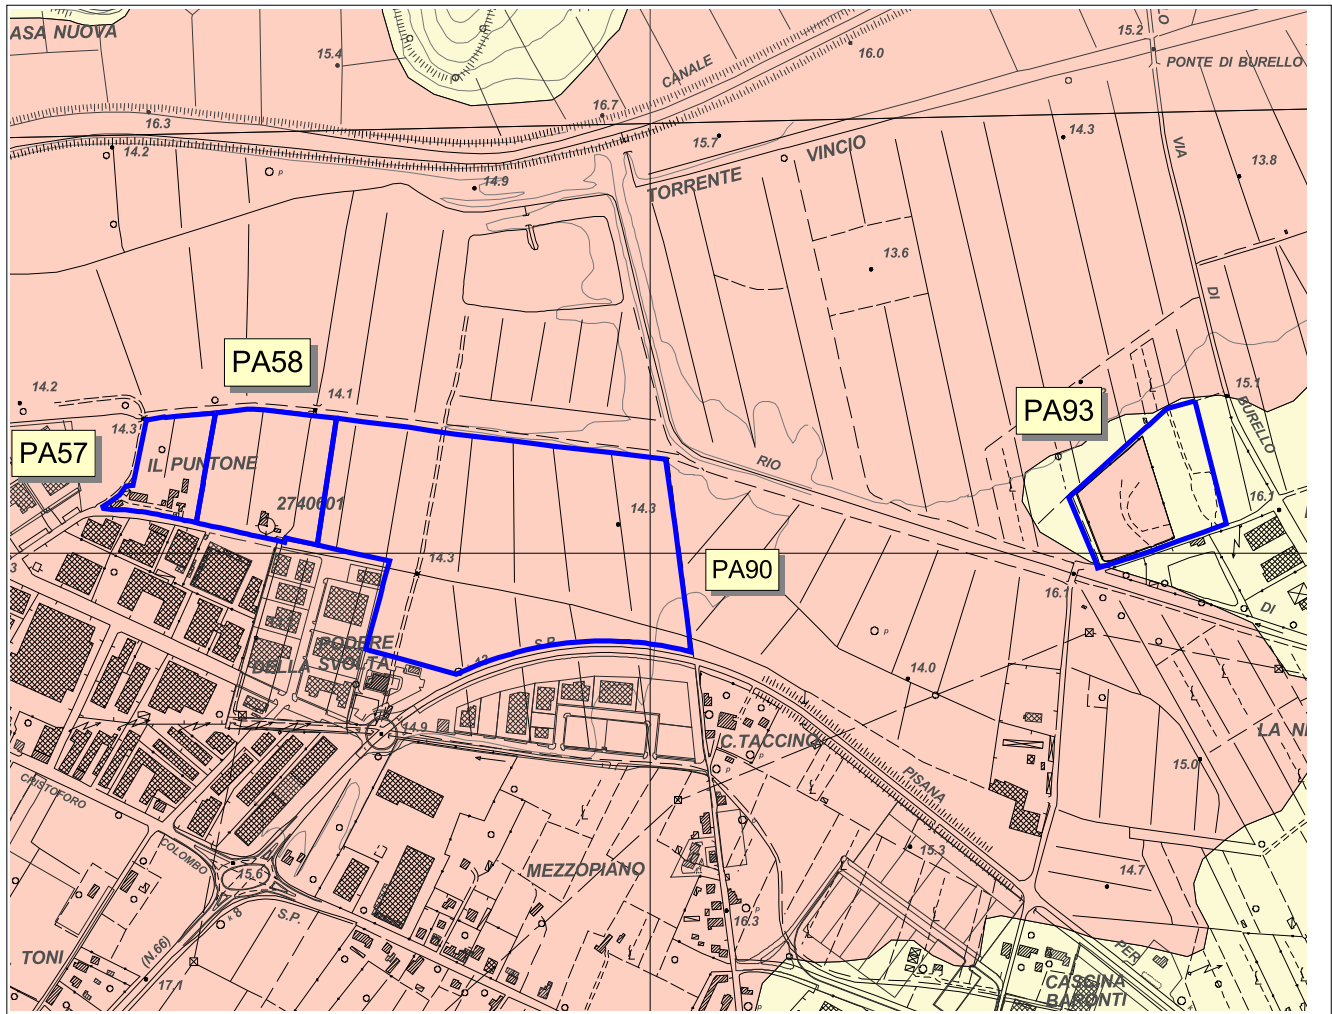 ASA NUOVA
15.4
16.0
15.2
PONTE DI BURELLO
CANALE
16.7
16.3
14.2
15.7
VINCIO
14.3
VIA
13.8
14.9
TORRENTE
13.6
DI
PA58
14.2
14.1
15.1
PA93
BURELLO
14.3
PA57
IL PUNTONE
RIO
2740601
14.3
16.1
14.3
PA90
16.1
DI
S.P.
PODERE
DELLA SVOLTA
14.0
14.9
C.TACCINO
LA NI
15.0
PISANA
CRISTOFORO
COLOMBO
15.3
MEZZOPIANO
14.7
15.6
S.P.
16.3
(N.66)
PER
TONI
17.1
CASCINA
BARONTI